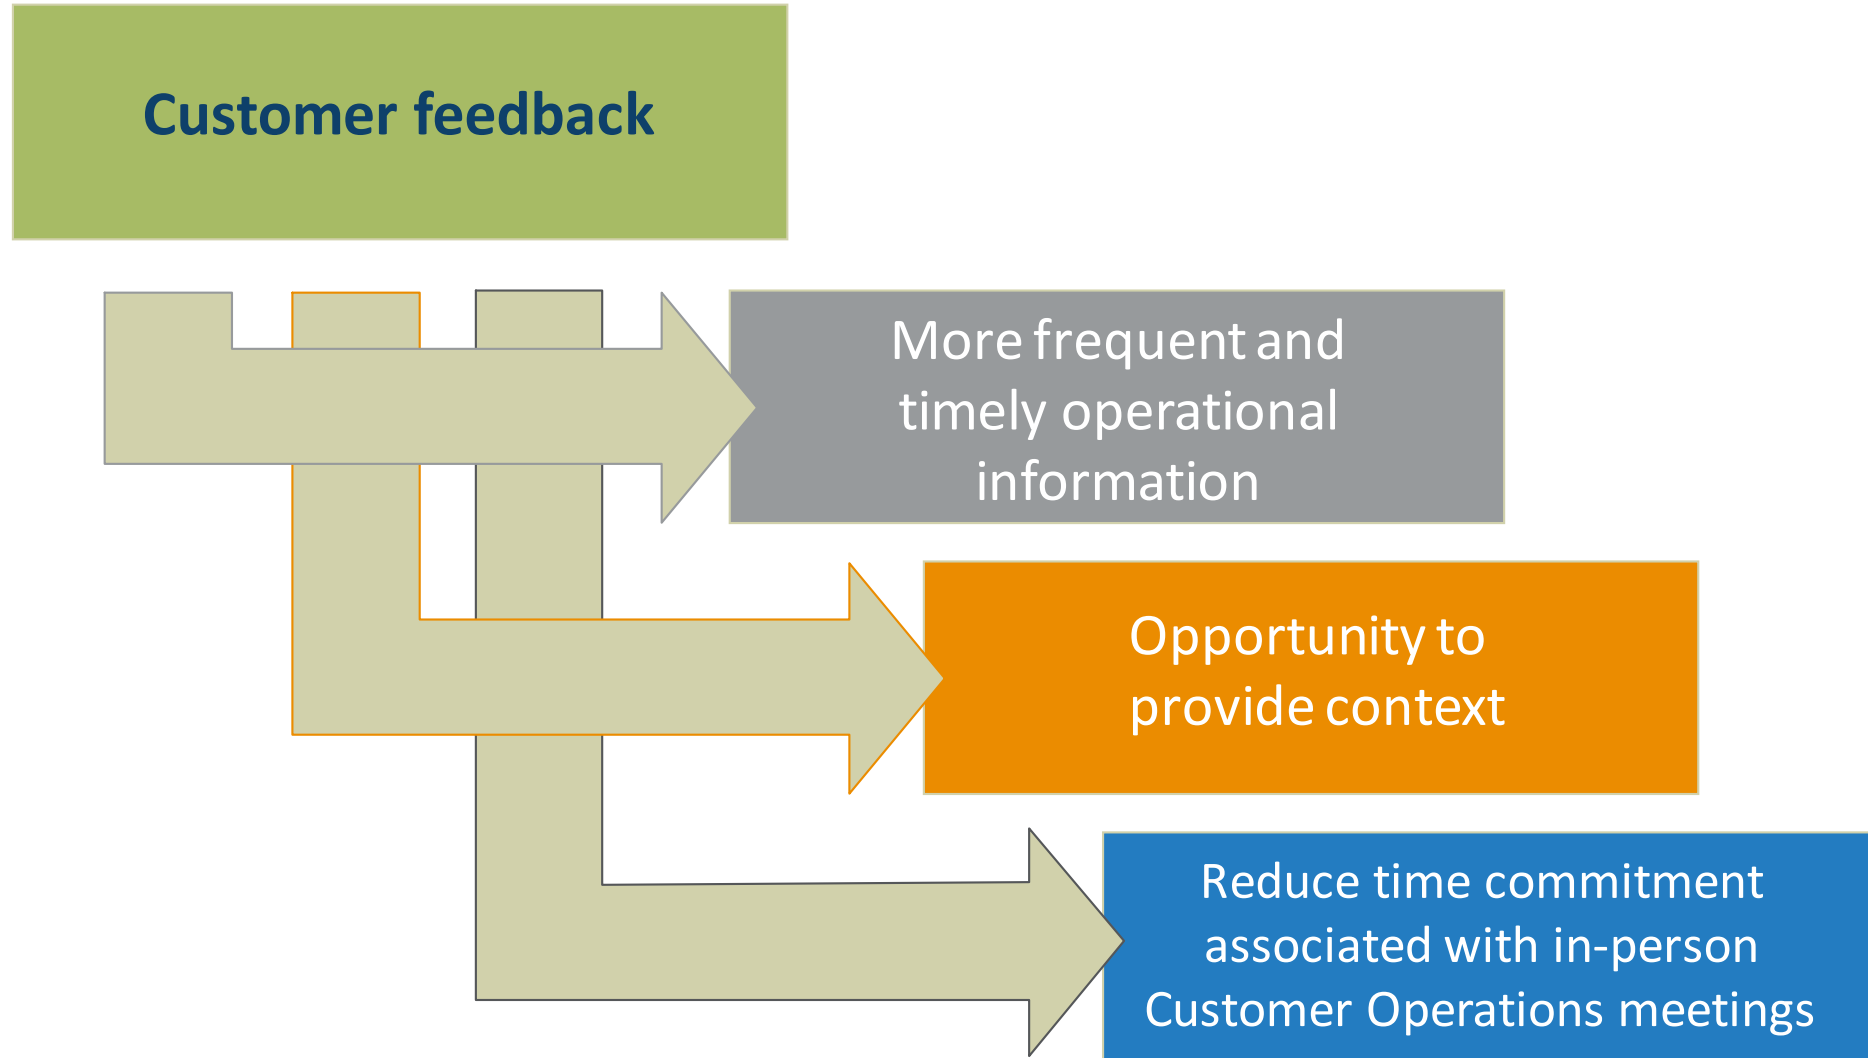 Customer feedback
More frequent and
timely operational
information
Opportunity to
provide context
Reduce time commitment
associated with in-person
Customer Operations meetings